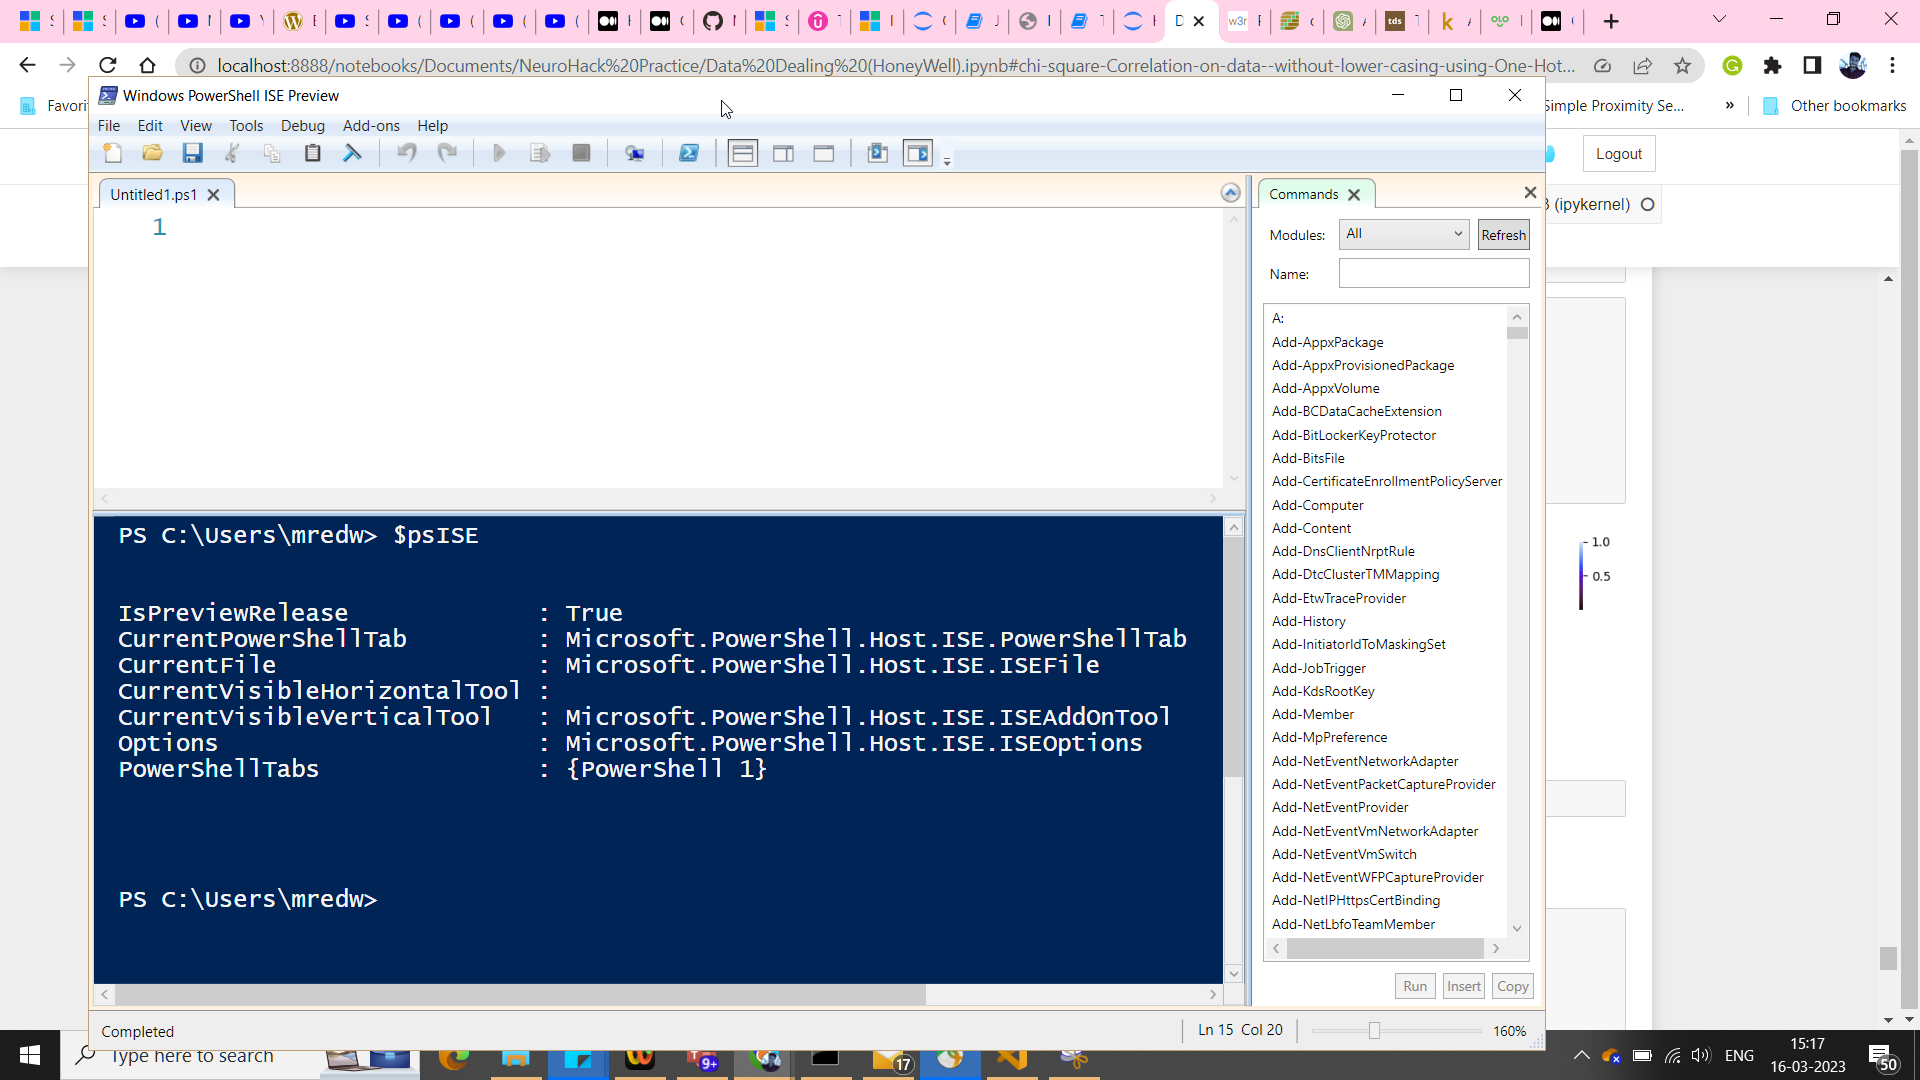 localhost:8888/notebooks/Documents/NeuroHack%20Practice/Data%20Dealing%20(HoneyWell).ipynb#chi-square-Correlation-on-data--without-lower-casing-using-One-Hot...
Simple Proximity Se...
»
Other bookmarks
Windows PowerShell ISE Preview
File Edit View Tools Debug Add-ons Help
Logout
(ipykernel)
Untitled1.ps1
1
PS C:\Users\mredw> $psISE
IsPreviewRelease : True
CurrentPowerShellTab : Microsoft.PowerShell.Host.ISE.PowerShellTab
CurrentFile : Microsoft.PowerShell.Host.ISE.ISEFile
CurrentVisibleHorizontalTool :
CurrentVisibleVerticalTool : Microsoft.PowerShell.Host.ISE.ISEAddOnTool
Options : Microsoft.PowerShell.Host.ISE.ISEOptions
PowerShellTabs : {PowerShell 1}
PS C:\Users\mredw>
Commands
Modules: All Refresh
Name:
A:
Add-AppxPackage
Add-AppxProvisionedPackage
Add-AppxVolume
Add-BCDataCacheExtension
Add-BitLockerKeyProtector
Add-BitsFile
Add-CertificateEnrollmentPolicyServer
Add-Computer
Add-Content
Add-DnsClientNrptRule
Add-DtcClusterTMMapping
Add-EtwTraceProvider
Add-History
Add-InitiatorIdToMaskingSet
Add-JobTrigger
Add-KdsRootKey
Add-Member
Add-MpPreference
Add-NetEventNetworkAdapter
Add-NetEventPacketCaptureProvider
Add-NetEventProvider
Add-NetEventVmNetworkAdapter
Add-NetEventVmSwitch
Add-NetEventWFPCaptureProvider
Add-NetIPHttpsCertBinding
Add-NetLbfoTeamMember
Run Insert Copy
1.0
0.5
Completed
Ln 15 Col 20
160%
Type here to search
9+
17
ENG
15:17
16-03-2023
50